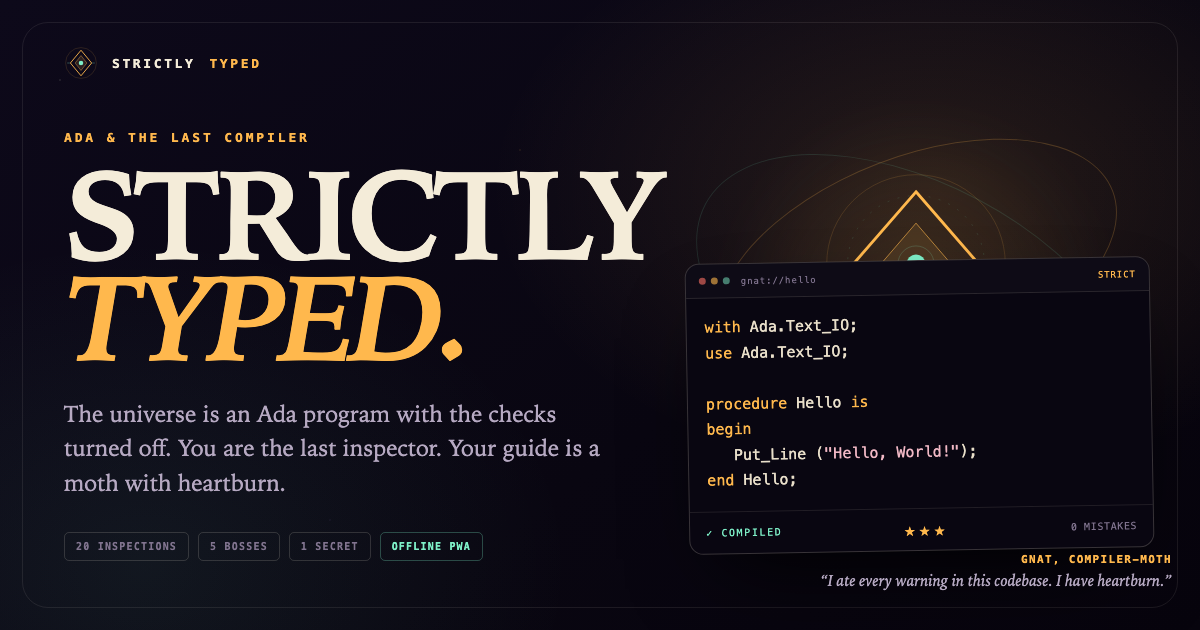 STRICTLY TYPED
ADA & THE LAST COMPILER
STRICTLY
TYPED.
The universe is an Ada program with the checks
turned off. You are the last inspector. Your guide is a
moth with heartburn.
20 INSPECTIONS
5 BOSSES
1 SECRET
OFFLINE PWA
gnat://hello
STRICT
with Ada.Text_IO;
use Ada.Text_IO;
procedure Hello is
begin
   Put_Line ("Hello, World!");
end Hello;
✓ COMPILED
★★★
0 MISTAKES
GNAT, COMPILER—MOTH
“I ate every warning in this codebase. I have heartburn.”